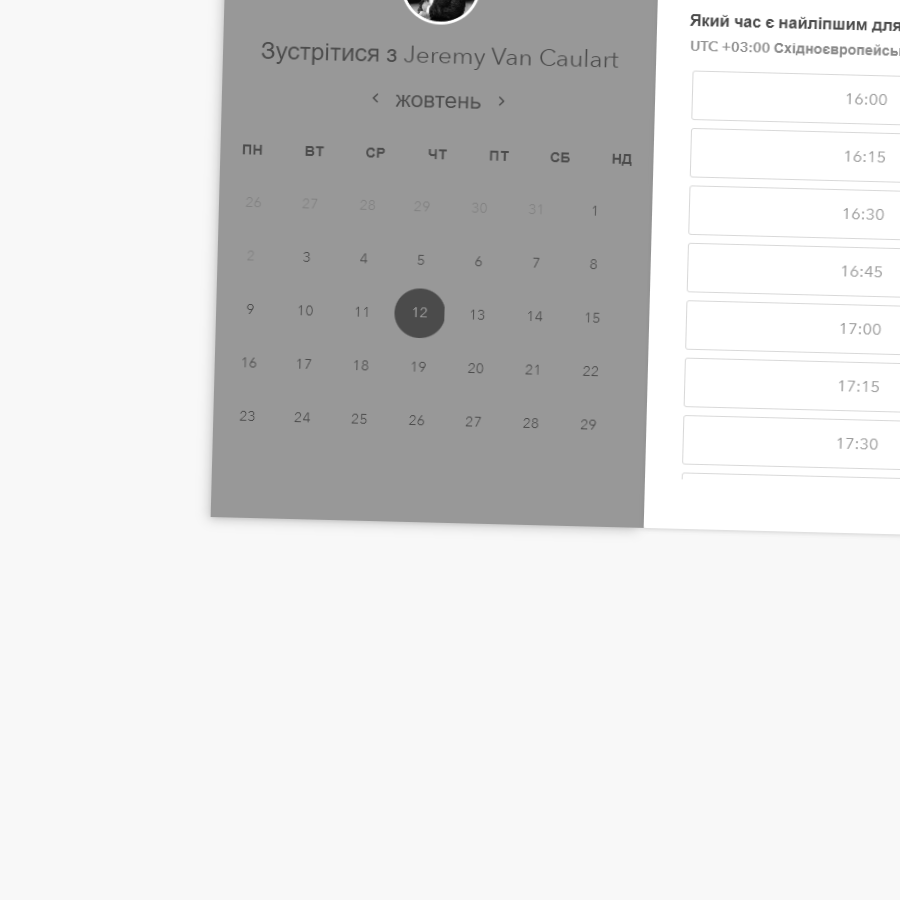 Зустрітися з Jeremy Van Caulart
‹ жовтень ›
ПН ВТ СР ЧТ ПТ СБ НД
26 27 28 29 30 31 1
2 3 4 5 6 7 8
9 10 11 12 13 14 15
16 17 18 19 20 21 22
23 24 25 26 27 28 29
Який час є найліпшим для
UTC +03:00
16:00
16:15
16:30
16:45
17:00
17:15
17:30